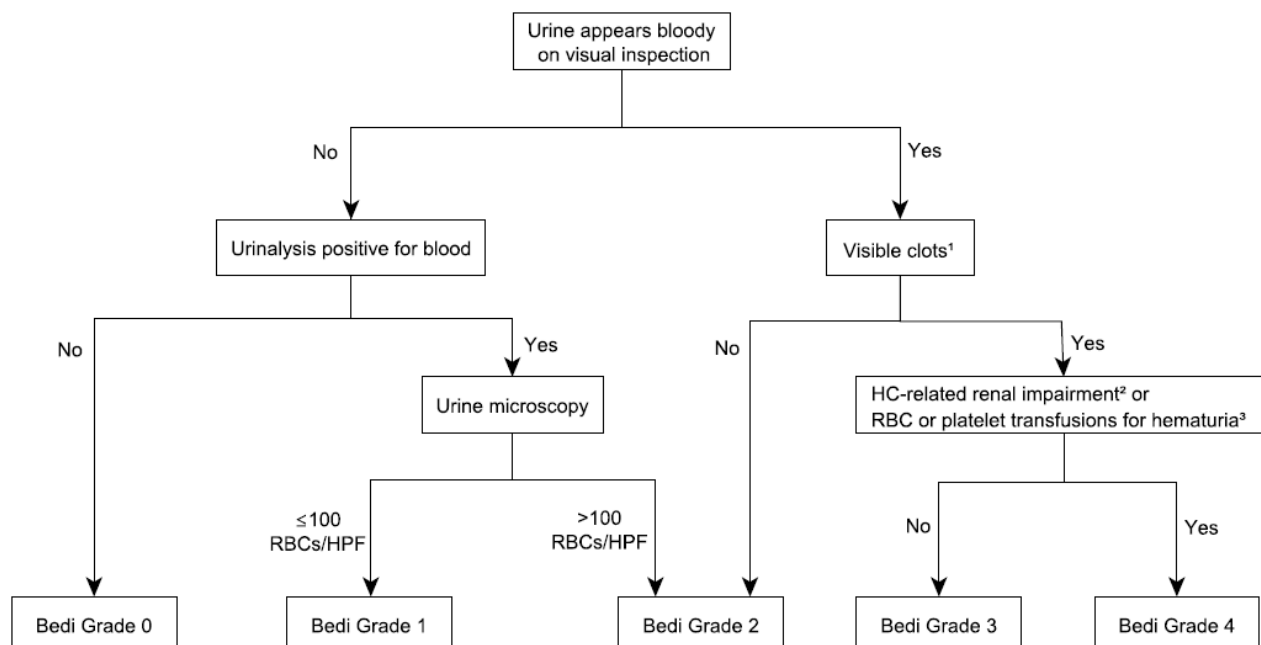 Urine appears bloody
on visual inspection
No
Yes
Urinalysis positive for blood
Visible clots¹
No
Yes
No
Yes
Urine microscopy
HC-related renal impairment² or
RBC or platelet transfusions for hematuria³
≤100
RBCs/HPF
>100
RBCs/HPF
No
Yes
Bedi Grade 0
Bedi Grade 1
Bedi Grade 2
Bedi Grade 3
Bedi Grade 4